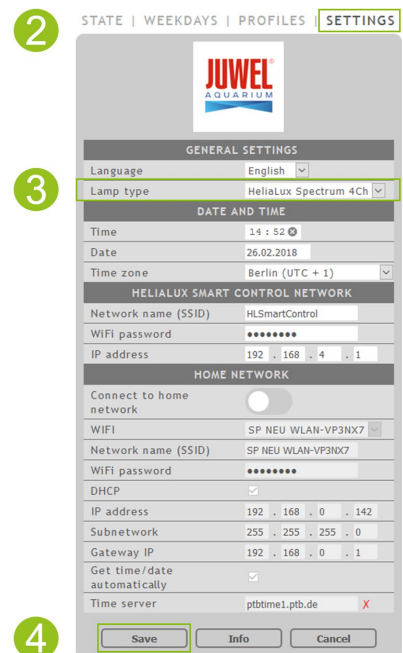 2
STATE | WEEKDAYS | PROFILES | SETTINGS
JUWEL®
AQUARIUM
GENERAL SETTINGS
Language English
3
Lamp type HeliaLux Spectrum 4Ch
DATE AND TIME
Time 14 : 52
Date 26.02.2018
Time zone Berlin (UTC + 1)
HELIALUX SMART CONTROL NETWORK
Network name (SSID) HLSmartControl
WiFi password ••••••••
IP address 192 . 168 . 4 . 1
HOME NETWORK
Connect to home
network
WIFI SP NEU WLAN-VP3NX7
Network name (SSID) SP NEU WLAN-VP3NX7
WiFi password ••••••••
DHCP
IP address 192 . 168 . 0 . 142
Subnetwork 255 . 255 . 255 . 0
Gateway IP 192 . 168 . 0 . 1
Get time/date
automatically
Time server ptbtime1.ptb.de X
4
Save Info Cancel